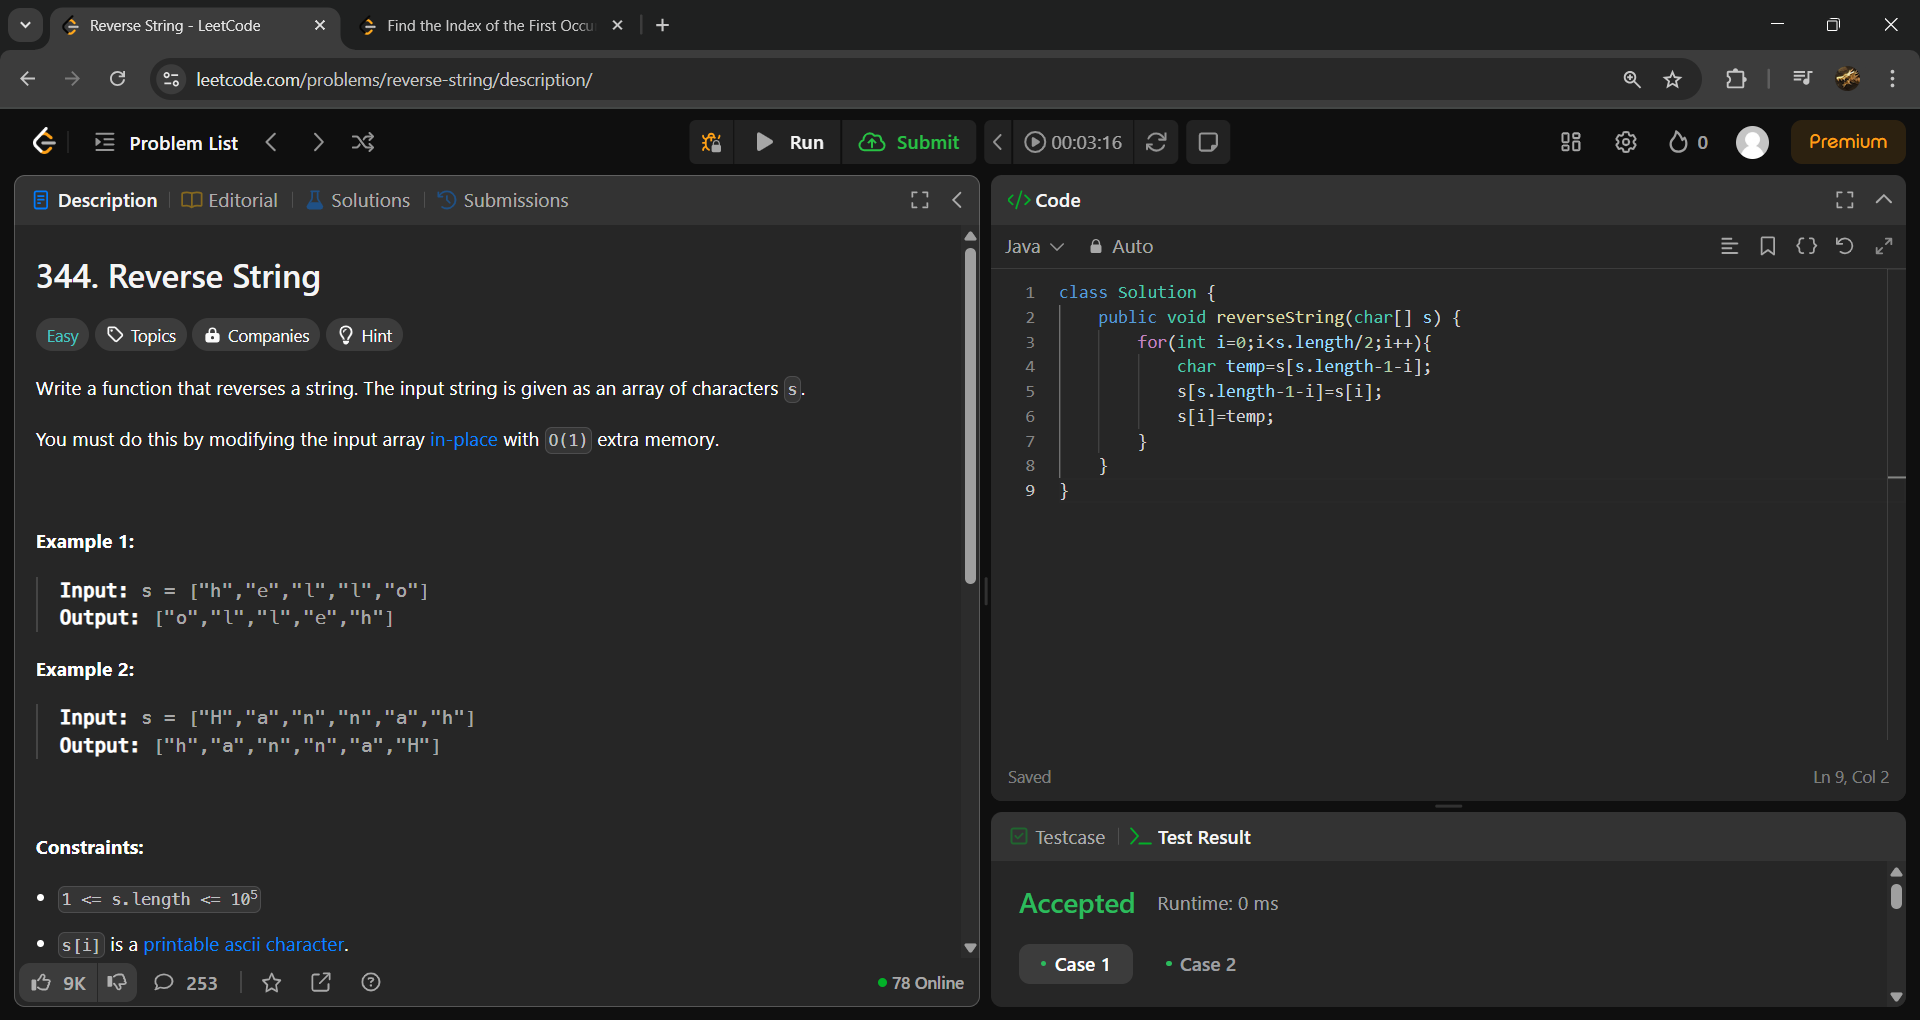 Reverse String - LeetCode
Find the Index of the First Occu
leetcode.com/problems/reverse-string/description/
Problem List
Run
Submit
00:03:16
0
Premium
Description
Editorial
Solutions
Submissions
344. Reverse String
Easy
Topics
Companies
Hint
Write a function that reverses a string. The input string is given as an array of characters s.
You must do this by modifying the input array in-place with O(1) extra memory.
Example 1:
Input: s = ["h","e","l","l","o"]
Output: ["o","l","l","e","h"]
Example 2:
Input: s = ["H","a","n","n","a","h"]
Output: ["h","a","n","n","a","H"]
Constraints:
• 1 <= s.length <= 10⁵
• s[i] is a printable ascii character.
9K
253
78 Online
</> Code
Java
Auto
1 class Solution {
2     public void reverseString(char[] s) {
3         for(int i=0;i<s.length/2;i++){
4             char temp=s[s.length-1-i];
5             s[s.length-1-i]=s[i];
6             s[i]=temp;
7         }
8     }
9 }
Saved
Ln 9, Col 2
Testcase
Test Result
Accepted
Runtime: 0 ms
• Case 1
• Case 2